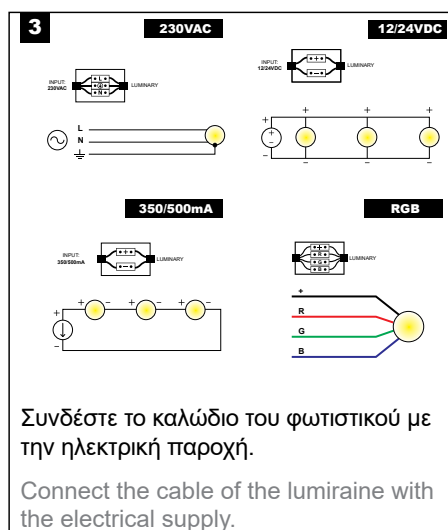 3
230VAC
12/24VDC
INPUT:
230VAC
L
N
LUMINARY
INPUT:
12/24VDC
+
−
LUMINARY
L
N
+ + + +
+
−
− − − −
350/500mA
RGB
INPUT:
350/500mA
+
−
LUMINARY
+
R
G
B
LUMINARY
+ + − + − + −
−
+
R
G
B
Συνδέστε το καλώδιο του φωτιστικού με
την ηλεκτρική παροχή.
Connect the cable of the lumiraine with
the electrical supply.